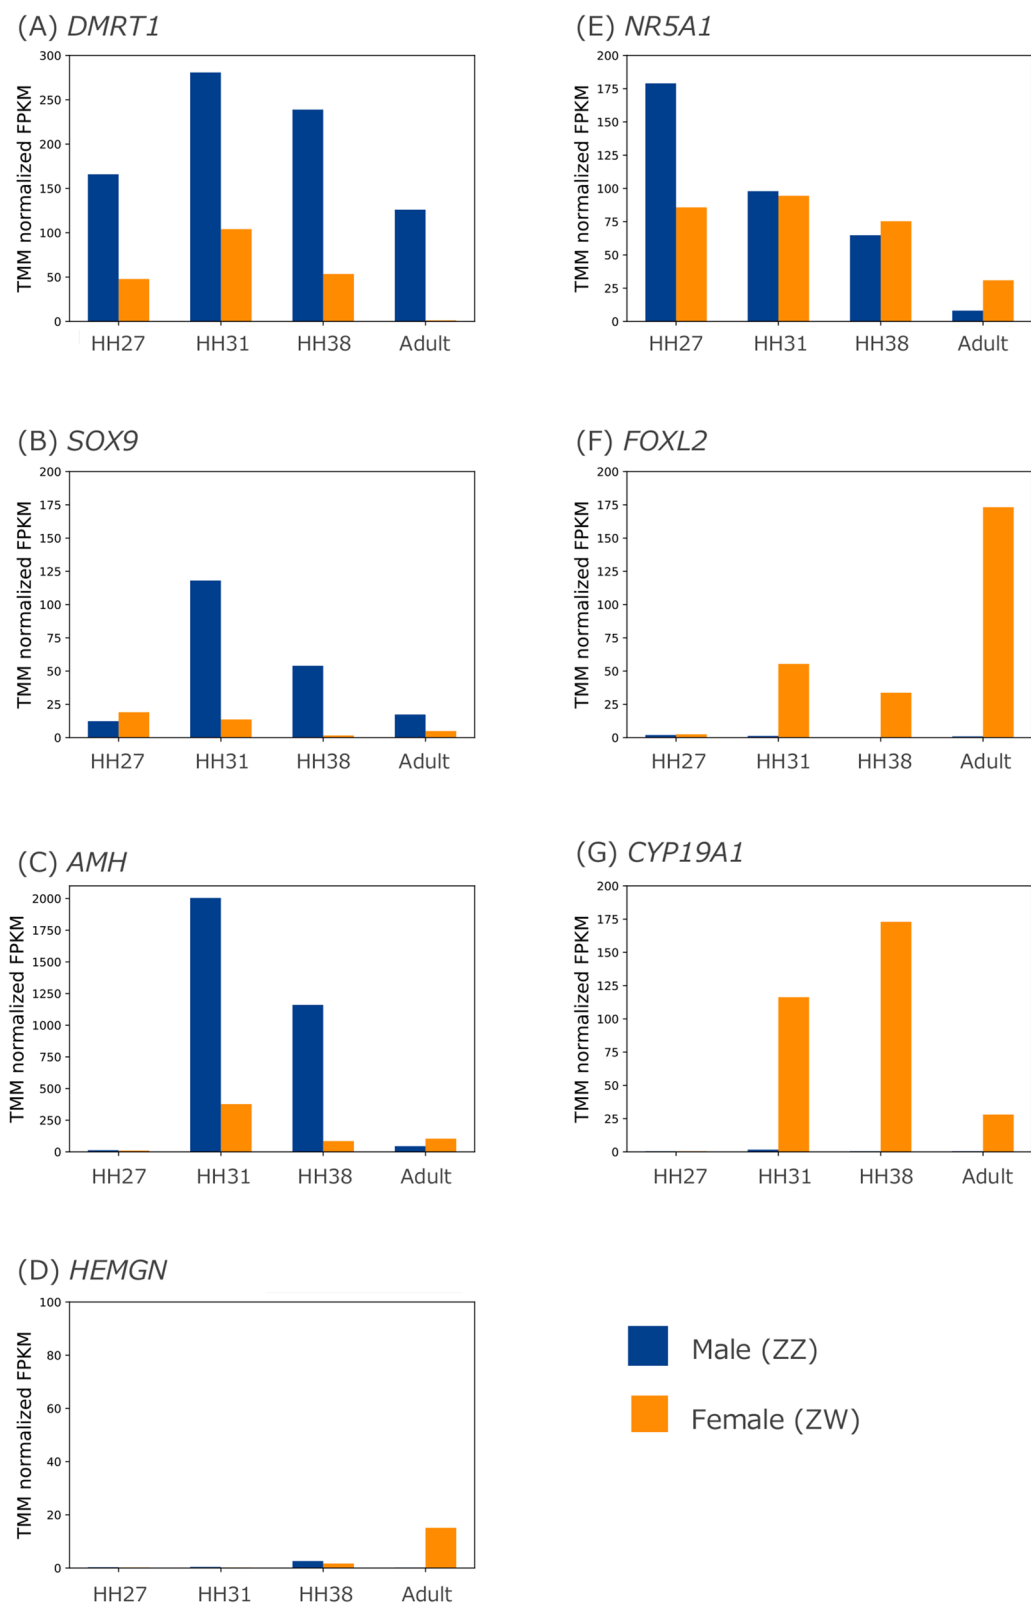 (A) DMRT1
TMM normalized FPKM
300
250
200
150
100
50
0
HH27 HH31 HH38 Adult
(B) SOX9
TMM normalized FPKM
200
175
150
125
100
75
50
25
0
HH27 HH31 HH38 Adult
(C) AMH
TMM normalized FPKM
2000
1750
1500
1250
1000
750
500
250
0
HH27 HH31 HH38 Adult
(D) HEMGN
TMM normalized FPKM
100
80
60
40
20
0
HH27 HH31 HH38 Adult
(E) NR5A1
TMM normalized FPKM
200
175
150
125
100
75
50
25
0
HH27 HH31 HH38 Adult
(F) FOXL2
TMM normalized FPKM
200
175
150
125
100
75
50
25
0
HH27 HH31 HH38 Adult
(G) CYP19A1
TMM normalized FPKM
200
175
150
125
100
75
50
25
0
HH27 HH31 HH38 Adult
Male (ZZ)
Female (ZW)